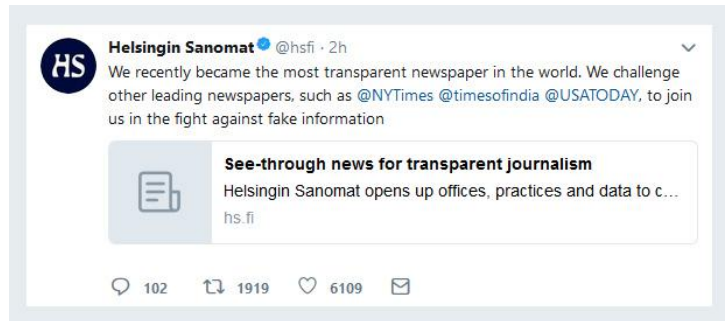 HS
Helsingin Sanomat @hsfi · 2h
We recently became the most transparent newspaper in the world. We challenge
other leading newspapers, such as @NYTimes @timesofindia @USATODAY, to join
us in the fight against fake information
See-through news for transparent journalism
Helsingin Sanomat opens up offices, practices and data to c...
hs.fi
102 1919 6109